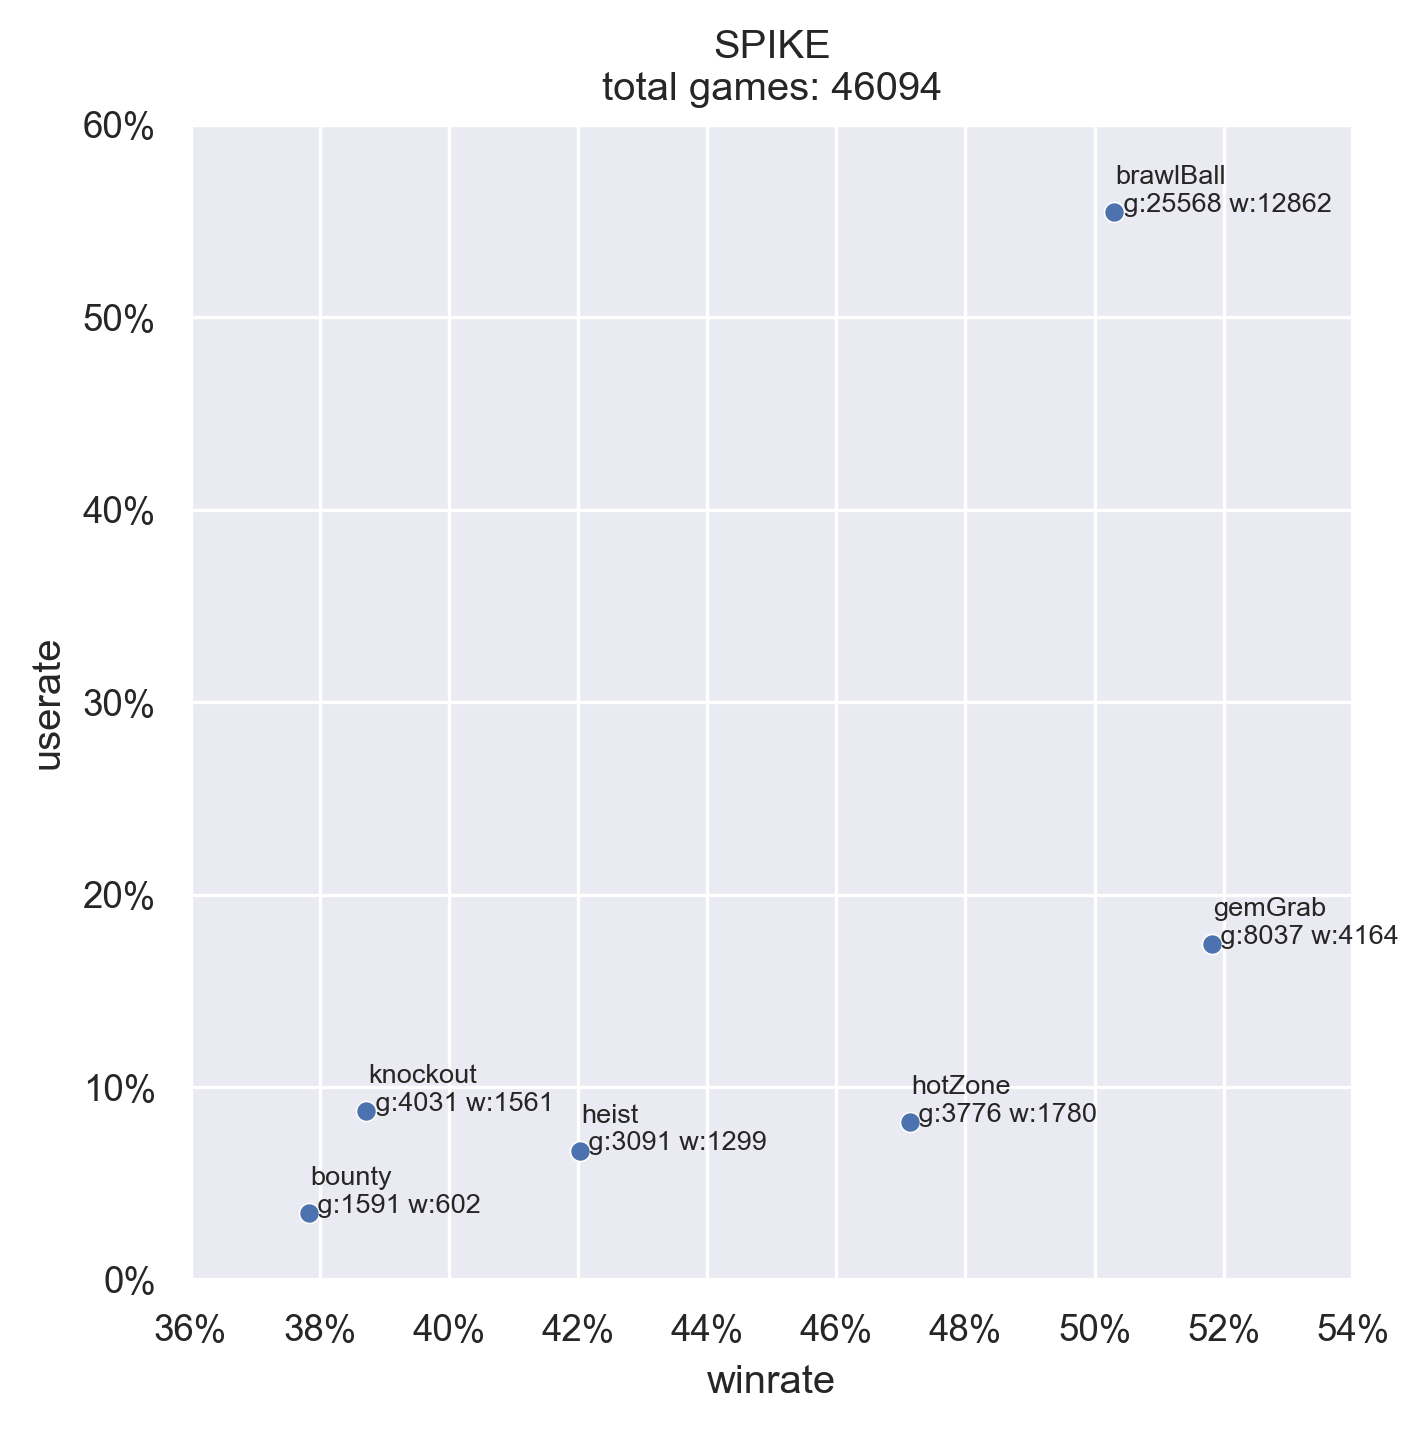 SPIKE
total games: 46094
60%
50%
40%
30%
20%
10%
0%
userate
brawlBall
g:25568 w:12862
gemGrab
g:8037 w:4164
knockout
g:4031 w:1561
hotZone
g:3776 w:1780
heist
g:3091 w:1299
bounty
g:1591 w:602
36% 38% 40% 42% 44% 46% 48% 50% 52% 54%
winrate